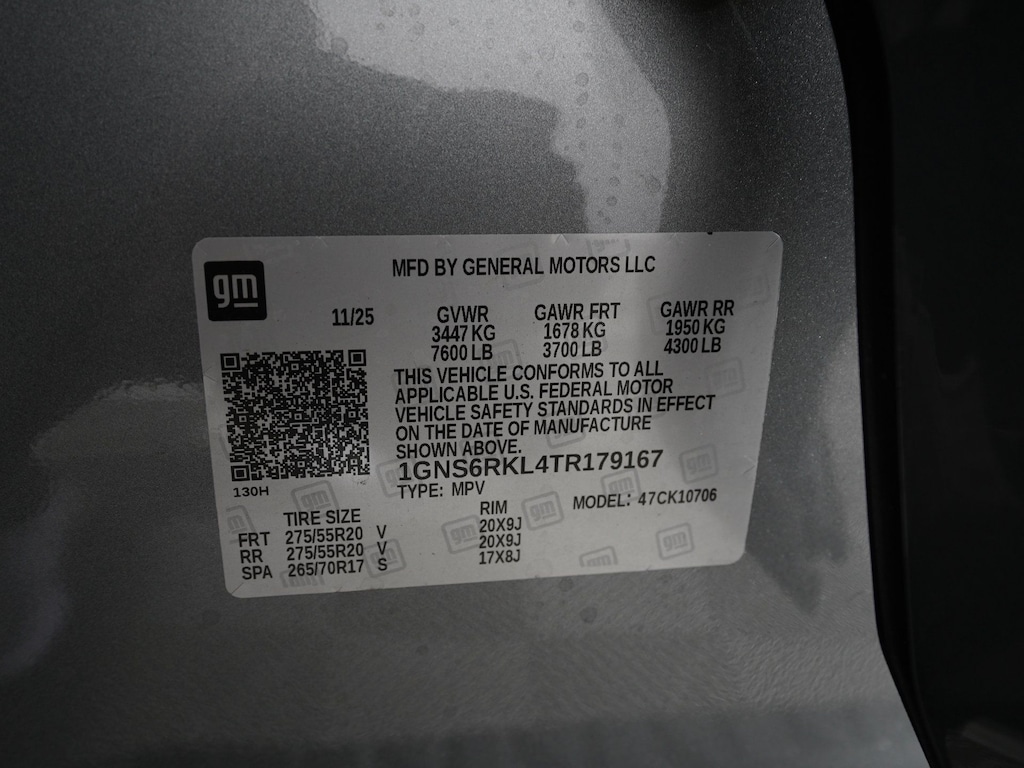 gm
MFD BY GENERAL MOTORS LLC
11/25 GVWR GAWR FRT GAWR RR
3447 KG 1678 KG 1950 KG
7600 LB 3700 LB 4300 LB
THIS VEHICLE CONFORMS TO ALL
APPLICABLE U.S. FEDERAL MOTOR
VEHICLE SAFETY STANDARDS IN EFFECT
ON THE DATE OF MANUFACTURE
SHOWN ABOVE.
1GNS6RKL4TR179167
130H
TYPE: MPV MODEL: 47CK10706
TIRE SIZE RIM
FRT 275/55R20 V 20X9J
RR 275/55R20 V 20X9J
SPA 265/70R17 S 17X8J